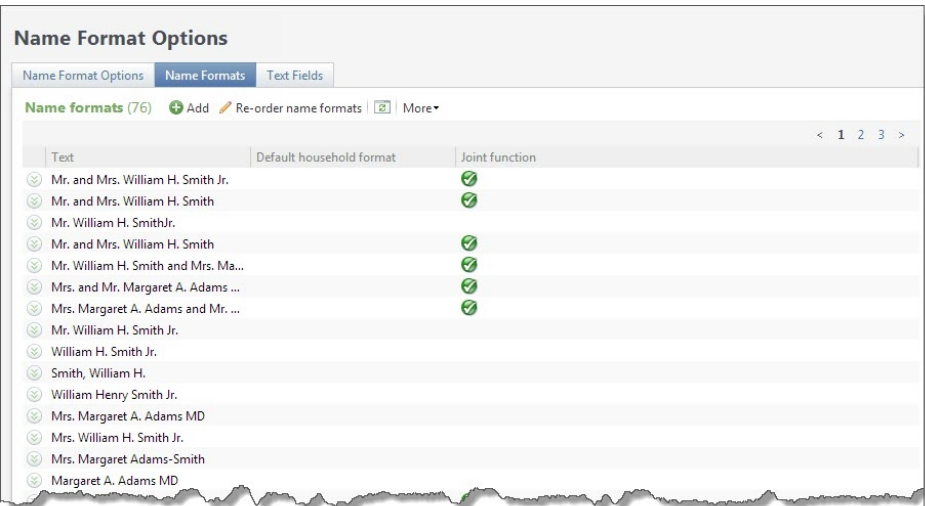 Name Format Options
Name Format Options Name Formats Text Fields
Name formats (76) Add Re-order name formats More
< 1 2 3 >
Text Default household format Joint function
Mr. and Mrs. William H. Smith Jr.
Mr. and Mrs. William H. Smith
Mr. William H. SmithJr.
Mr. and Mrs. William H. Smith
Mr. William H. Smith and Mrs. Ma...
Mrs. and Mr. Margaret A. Adams ...
Mrs. Margaret A. Adams and Mr. ...
Mr. William H. Smith Jr.
William H. Smith Jr.
Smith, William H.
William Henry Smith Jr.
Mrs. Margaret A. Adams MD
Mrs. William H. Smith Jr.
Mrs. Margaret Adams-Smith
Margaret A. Adams MD